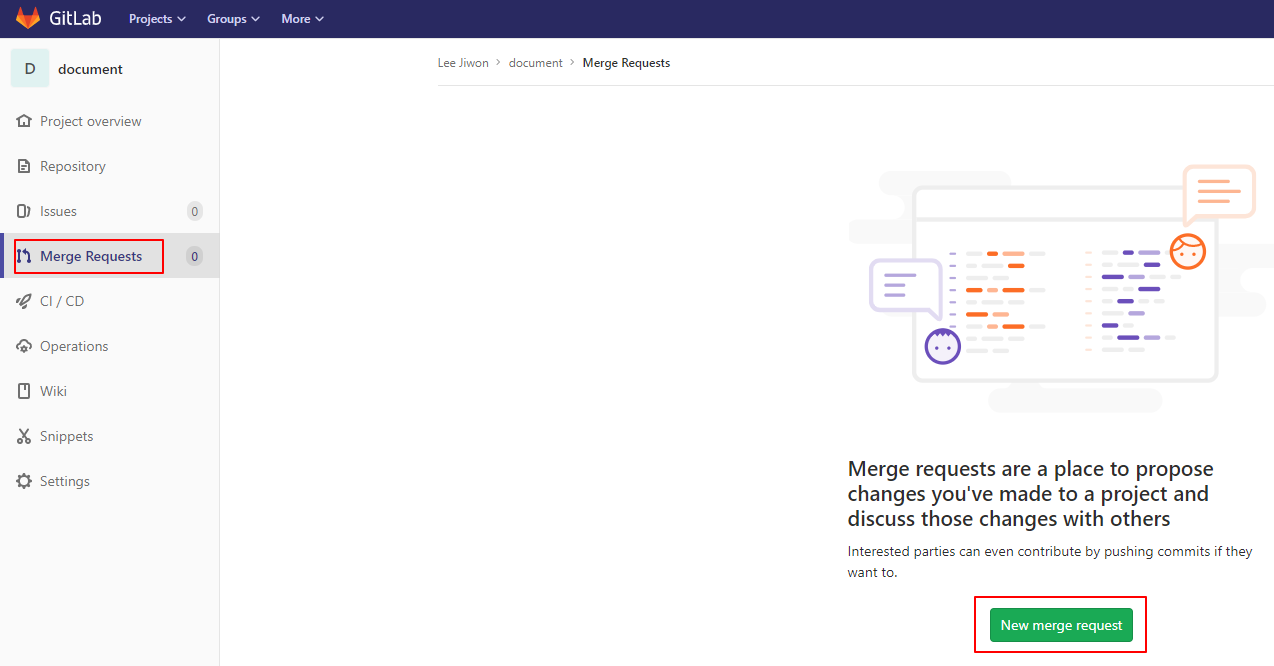 GitLab Projects Groups More
D document
Lee Jiwon > document > Merge Requests
Project overview
Repository
Issues 0
Merge Requests 0
CI / CD
Operations
Wiki
Snippets
Settings
Merge requests are a place to propose
changes you've made to a project and
discuss those changes with others
Interested parties can even contribute by pushing commits if they
want to.
New merge request